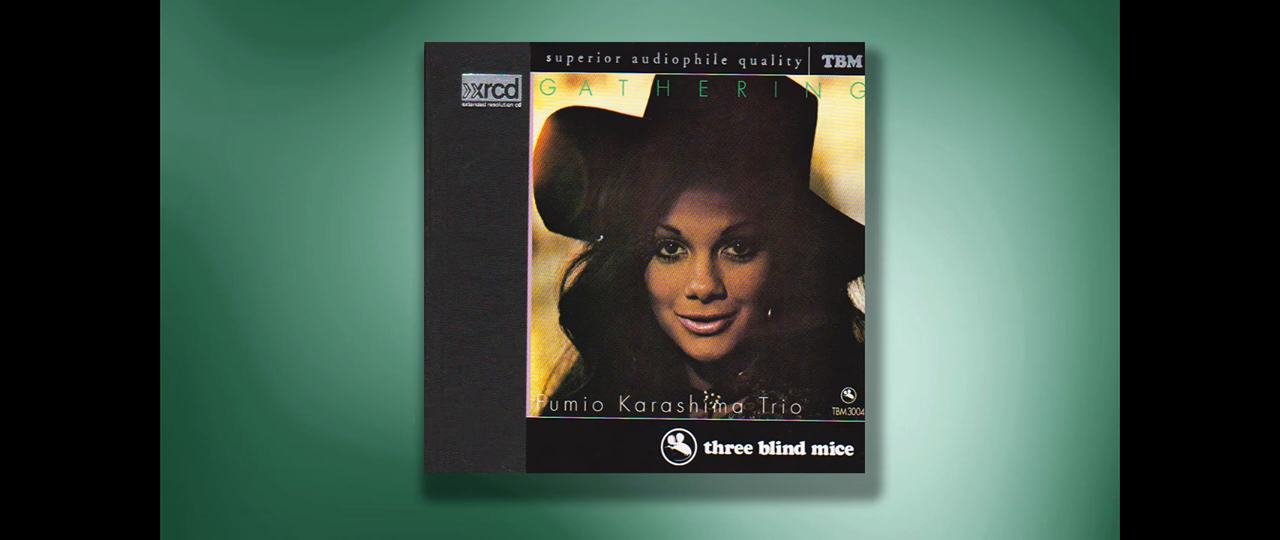 superior audiophile quality TBM
xrcd
extended resolution cd
GATHERING
Fumio Karashima Trio
TBM3004
three blind mice